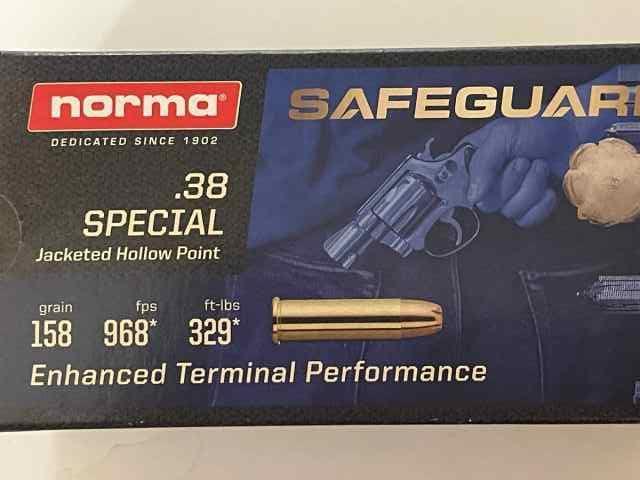 norma®
DEDICATED SINCE 1902
SAFEGUAR
.38
SPECIAL
Jacketed Hollow Point
grain fps ft-lbs
158 968* 329*
Enhanced Terminal Performance